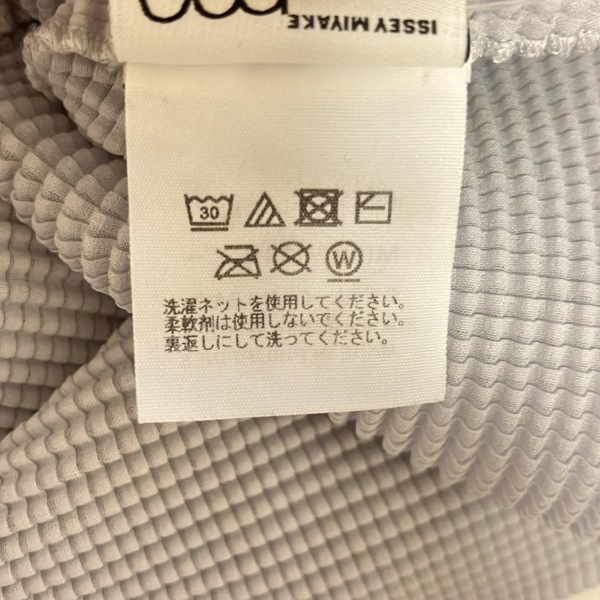 ISSEY MIYAKE
30
W
洗濯ネットを使用してください。
柔軟剤は使用しないでください。
裏返しにして洗ってください。